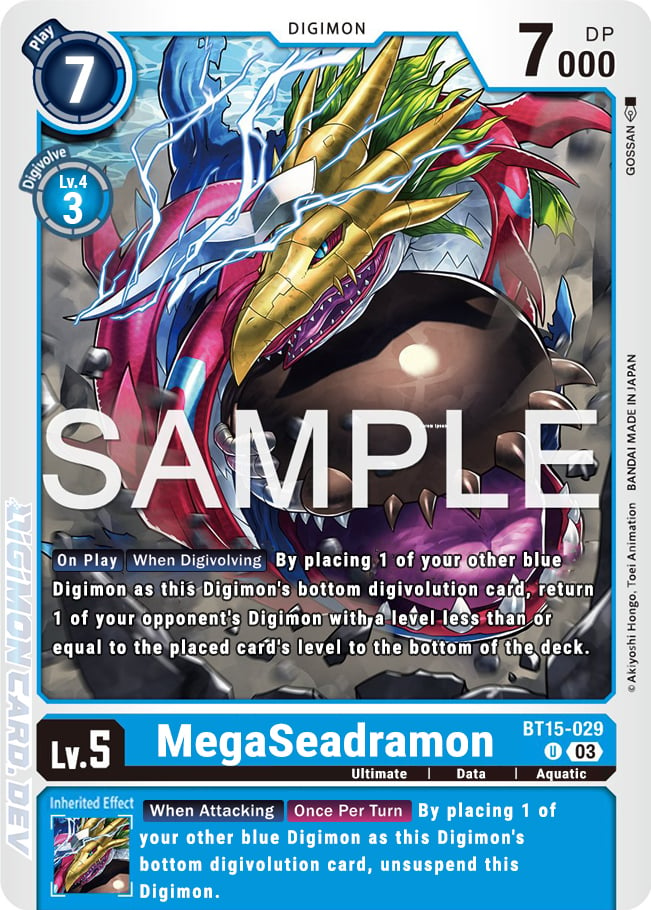 Play
7
DIGIMON
7000
DP
Digivolve
Lv.4
3
GOSSAN
BANDAI MADE IN JAPAN
© Akiyoshi Hongo, Toei Animation
DIGIMONCARD.DEV
SAMPLE
On Play When Digivolving By placing 1 of your other blue
Digimon as this Digimon's bottom digivolution card, return
1 of your opponent's Digimon with a level less than or
equal to the placed card's level to the bottom of the deck.
Lv.5
MegaSeadramon
BT15-029
U 03
Ultimate | Data | Aquatic
Inherited Effect
When Attacking Once Per Turn By placing 1 of
your other blue Digimon as this Digimon's
bottom digivolution card, unsuspend this
Digimon.